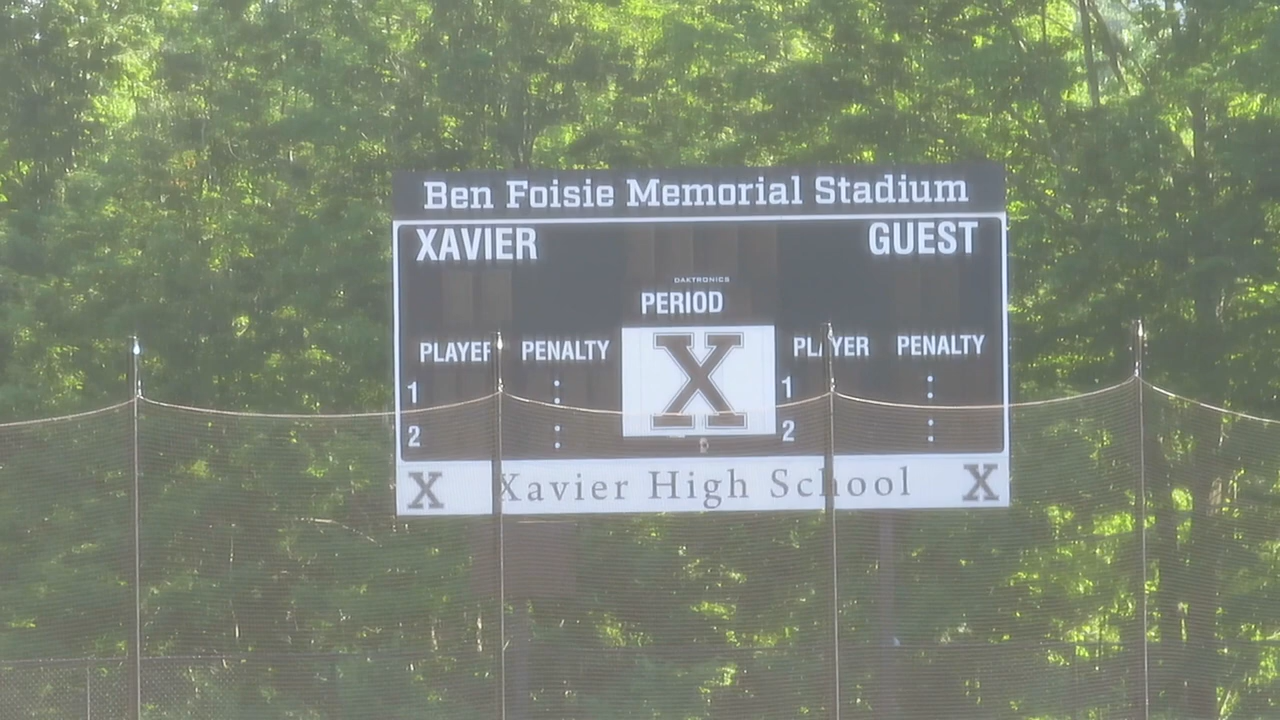 Ben Foisie Memorial Stadium
XAVIER GUEST
DAKTRONICS
PERIOD
PLAYER PENALTY X PLAYER PENALTY
1 : 1 :
2 : 2 :
X Xavier High School X